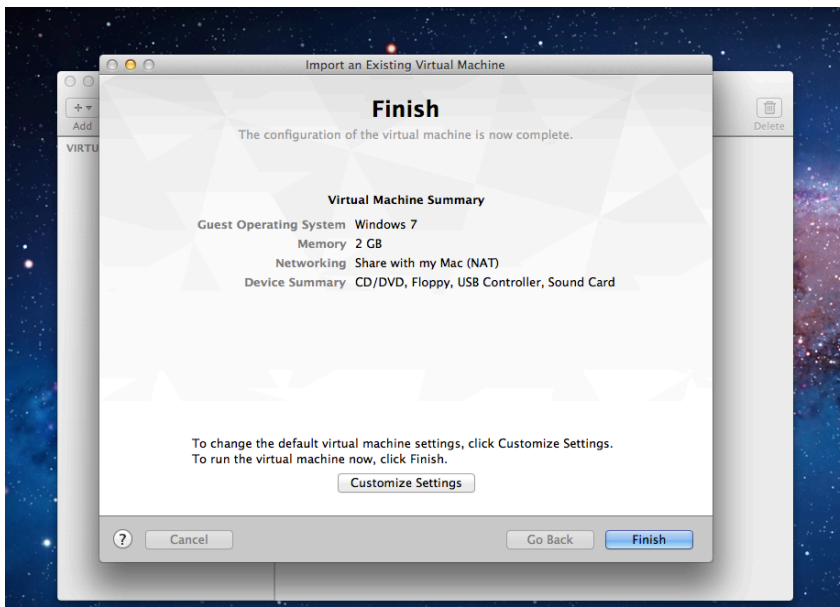 Import an Existing Virtual Machine
Add
Delete
VIRTU
Finish
The configuration of the virtual machine is now complete.
Virtual Machine Summary
Guest Operating System Windows 7
Memory 2 GB
Networking Share with my Mac (NAT)
Device Summary CD/DVD, Floppy, USB Controller, Sound Card
To change the default virtual machine settings, click Customize Settings.
To run the virtual machine now, click Finish.
Customize Settings
? Cancel Go Back Finish